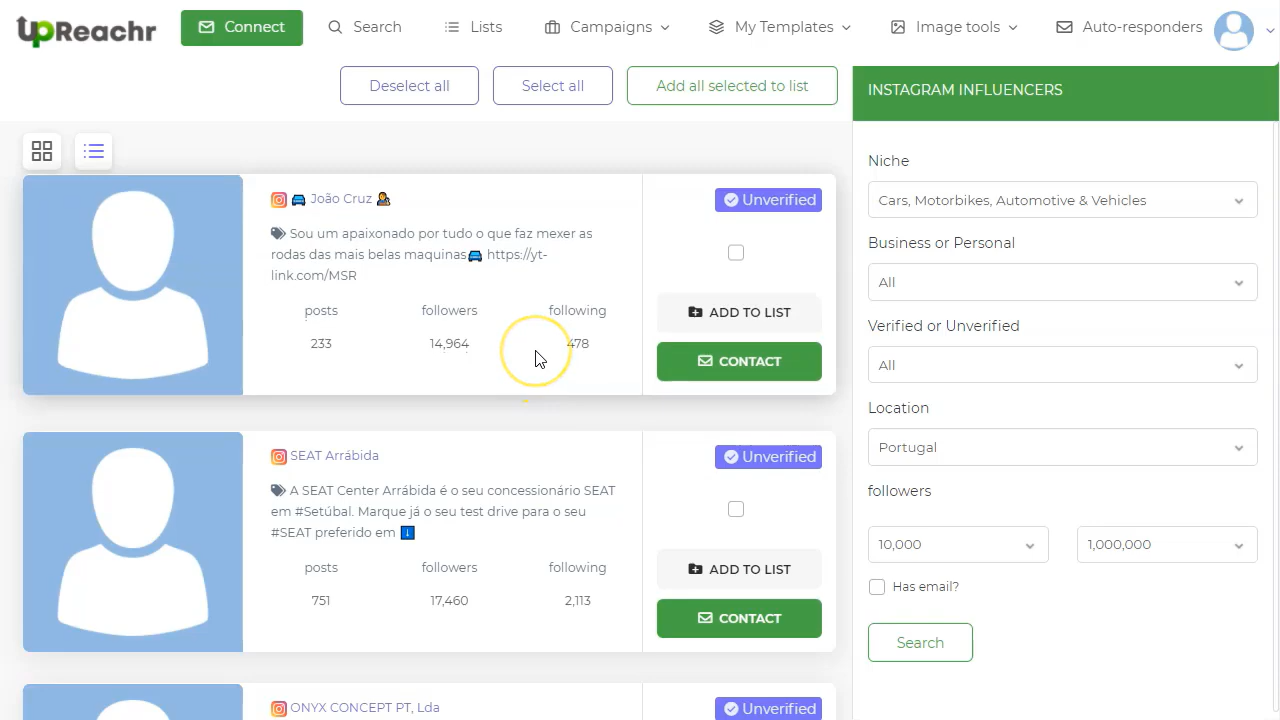 UpReachr
Connect
Search
Lists
Campaigns
My Templates
Image tools
Auto-responders
Deselect all
Select all
Add all selected to list
INSTAGRAM INFLUENCERS
João Cruz
Unverified
Sou um apaixonado por tudo o que faz mexer as
rodas das mais belas maquinas https://yt-
link.com/MSR
posts followers following
233 14,964 478
ADD TO LIST
CONTACT
SEAT Arrábida
Unverified
A SEAT Center Arrábida é o seu concessionário SEAT
em #Setúbal. Marque já o seu test drive para o seu
#SEAT preferido em
posts followers following
751 17,460 2,113
ADD TO LIST
CONTACT
ONYX CONCEPT PT, Lda
Unverified
Niche
Cars, Motorbikes, Automotive & Vehicles
Business or Personal
All
Verified or Unverified
All
Location
Portugal
followers
10,000 1,000,000
Has email?
Search